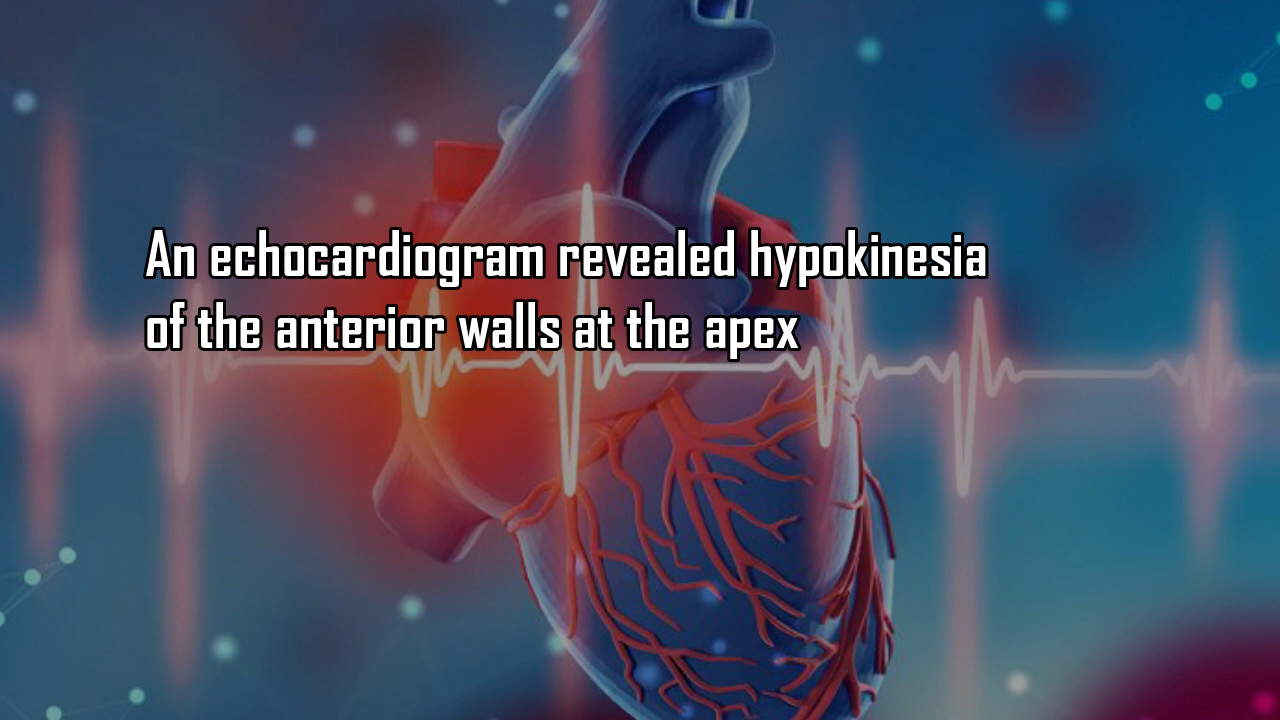 An echocardiogram revealed hypokinesia
of the anterior walls at the apex